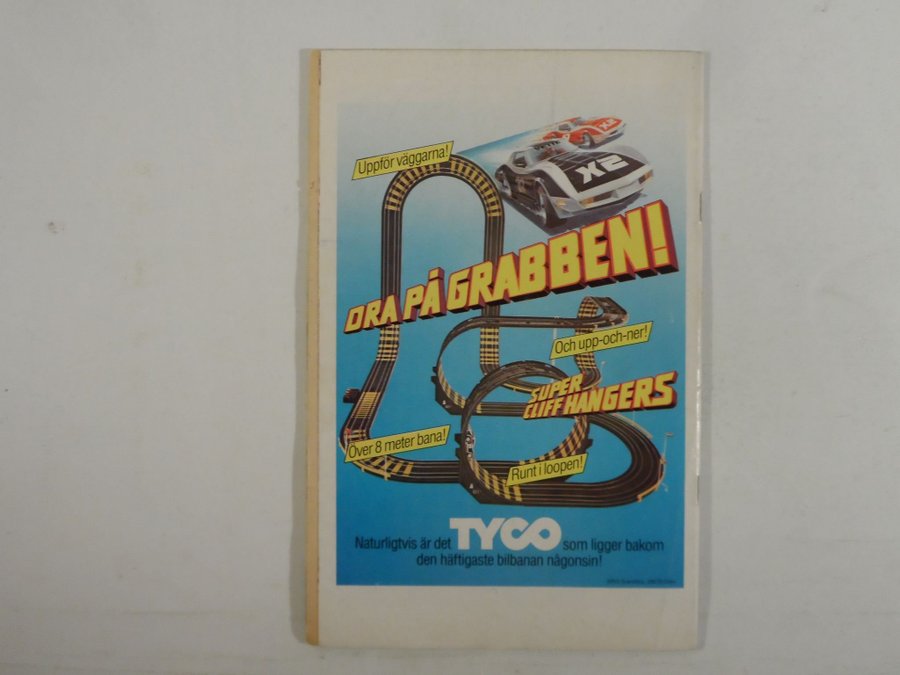 Uppför väggarna!
X2
X2
DRA PÅ GRABBEN!
Och upp-och-ner!
SUPER
CLIFF HANGERS
Över 8 meter bana!
Runt i loopen!
Naturligtvis är det TYCO som ligger bakom
den häftigaste bilbanan någonsin!